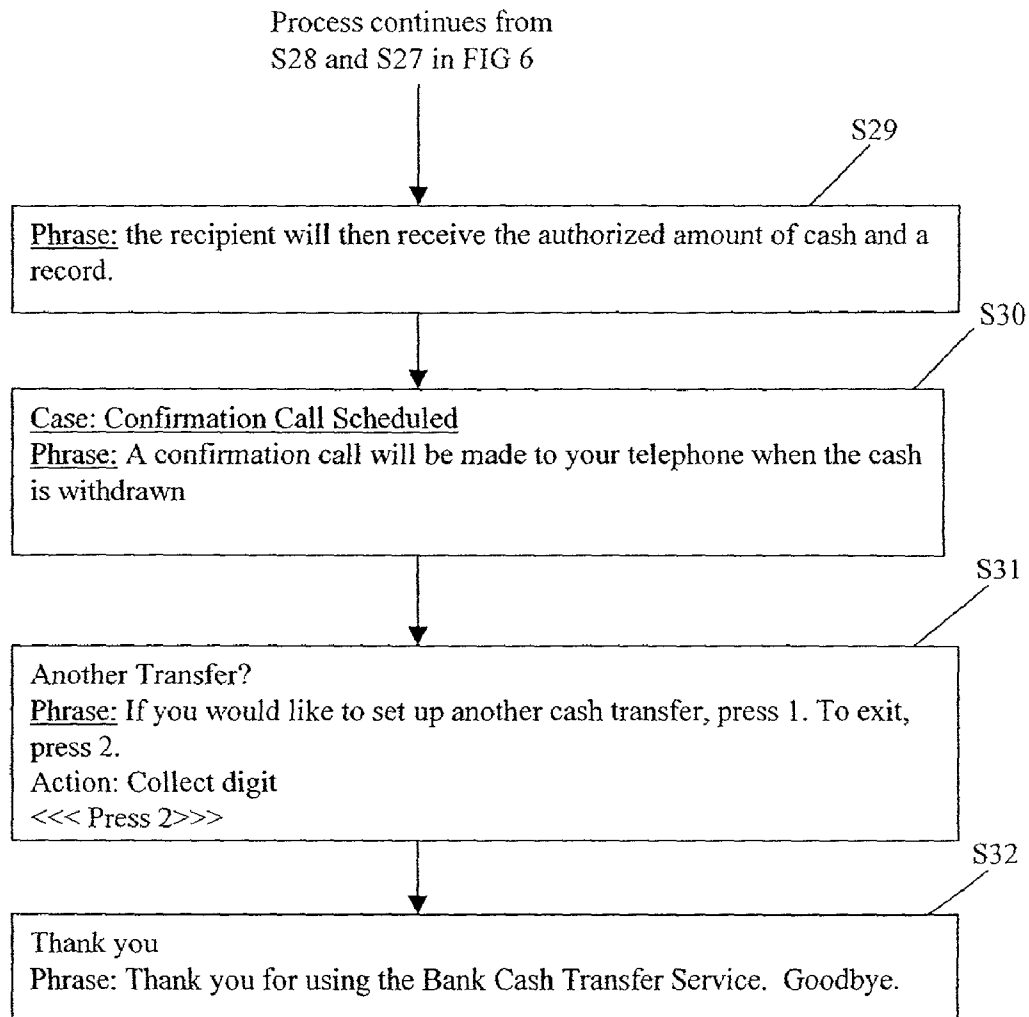 Process continues from
S28 and S27 in FIG 6
S29
Phrase: the recipient will then receive the authorized amount of cash and a
record.
S30
Case: Confirmation Call Scheduled
Phrase: A confirmation call will be made to your telephone when the cash
is withdrawn
S31
Another Transfer?
Phrase: If you would like to set up another cash transfer, press 1. To exit,
press 2.
Action: Collect digit
<<< Press 2>>>
S32
Thank you
Phrase: Thank you for using the Bank Cash Transfer Service.  Goodbye.